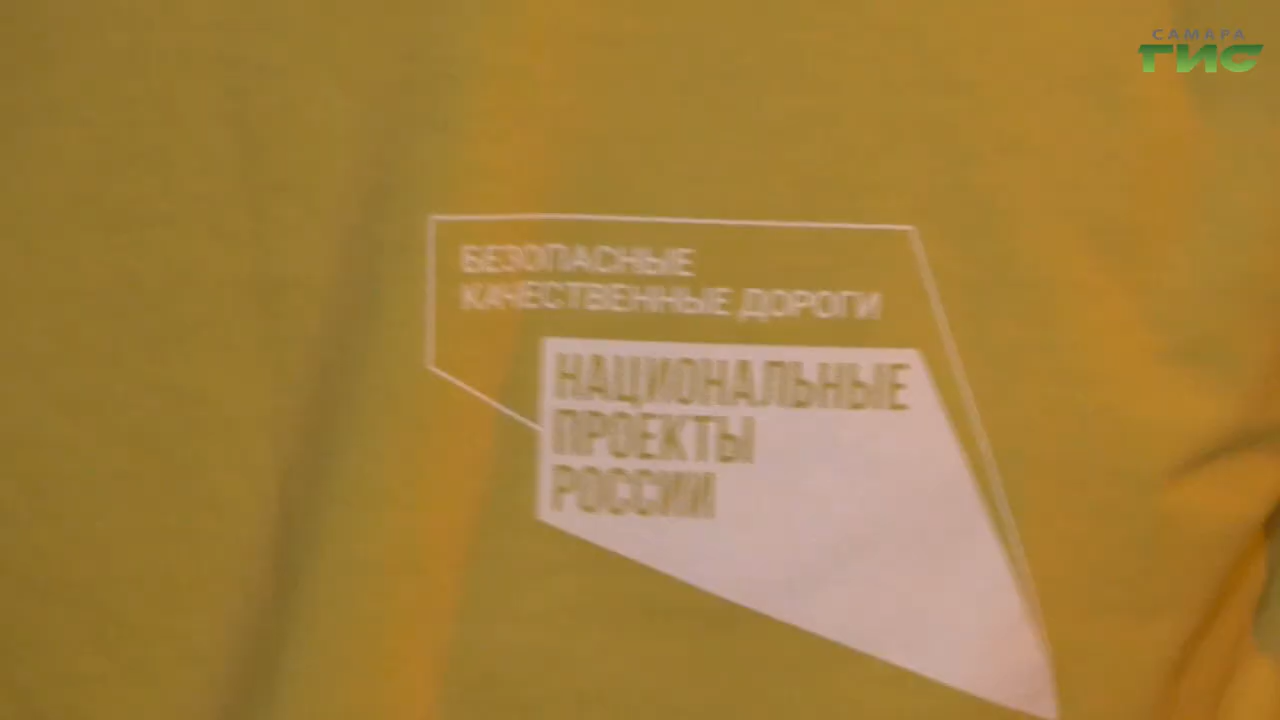 САМАРА
ГИС
БЕЗОПАСНЫЕ
КАЧЕСТВЕННЫЕ ДОРОГИ
НАЦИОНАЛЬНЫЕ
ПРОЕКТЫ
РОССИИ